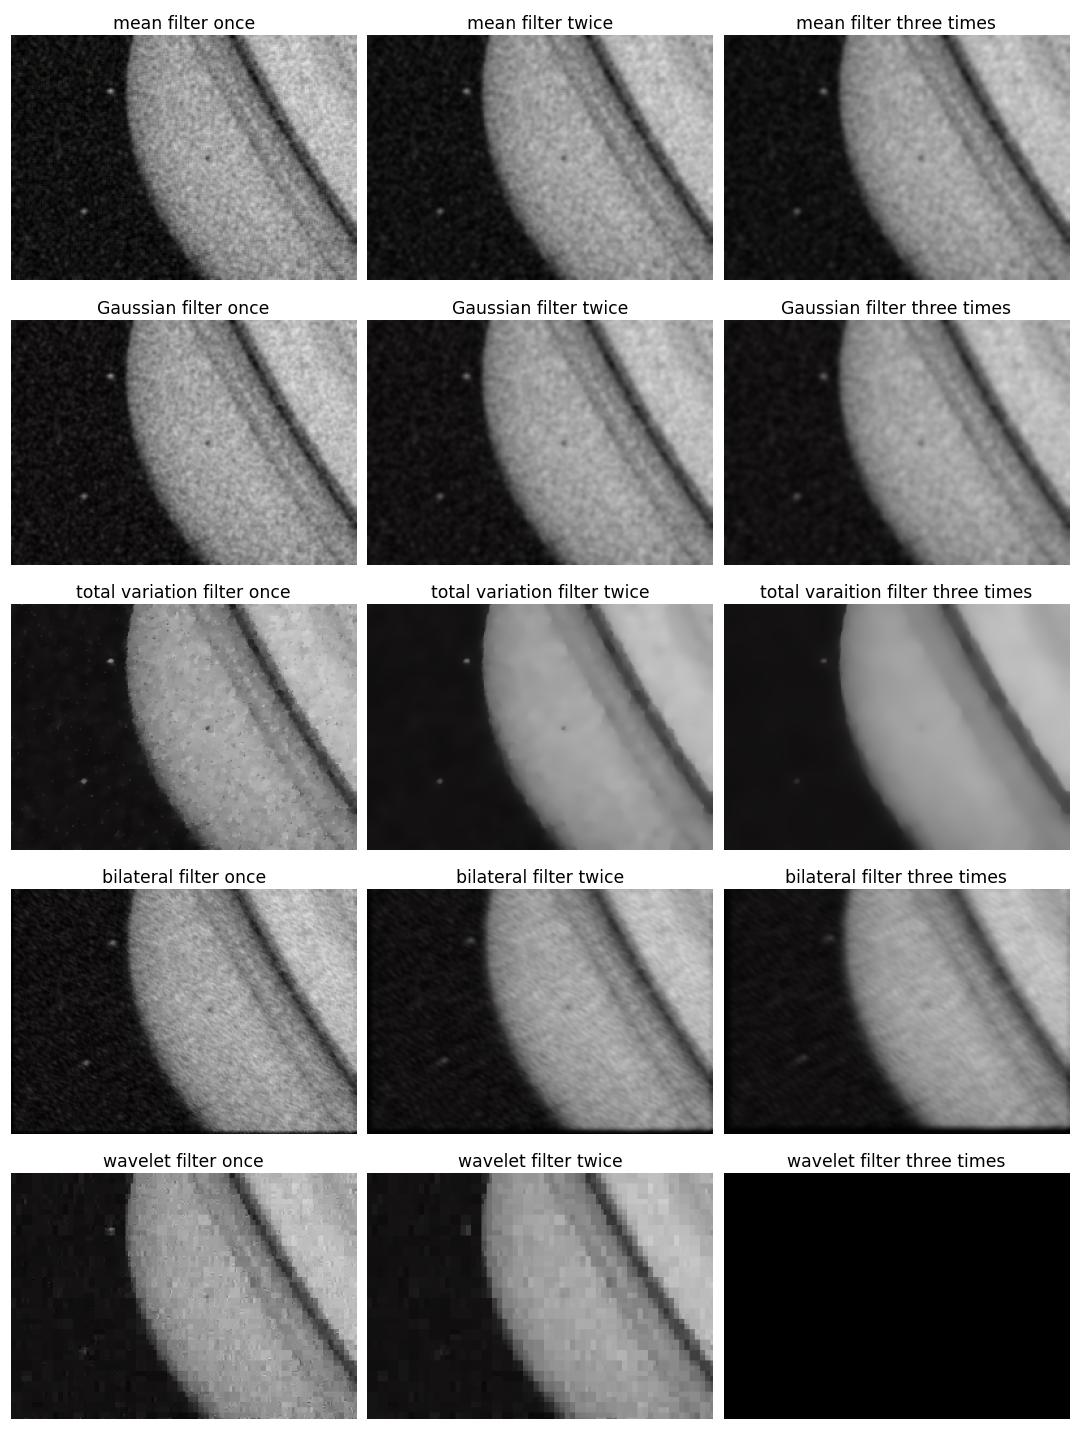 mean filter once
mean filter twice
mean filter three times
Gaussian filter once
Gaussian filter twice
Gaussian filter three times
total variation filter once
total variation filter twice
total varaition filter three times
bilateral filter once
bilateral filter twice
bilateral filter three times
wavelet filter once
wavelet filter twice
wavelet filter three times